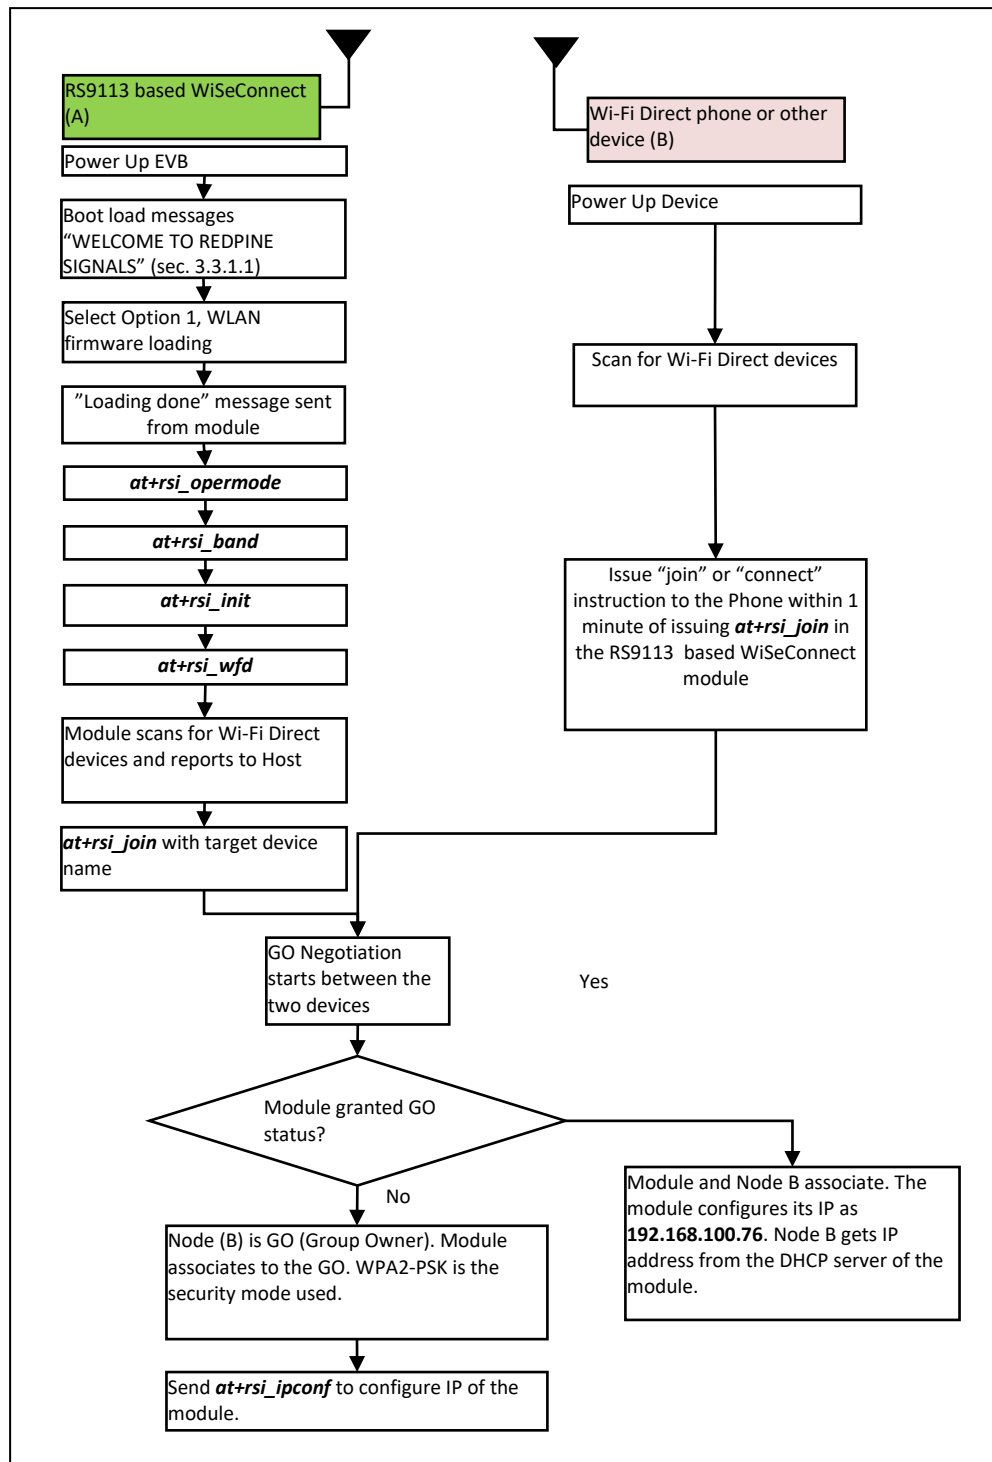 RS9113 based WiSeConnect
(A)
Power Up EVB
Boot load messages
“WELCOME TO REDPINE
SIGNALS” (sec. 3.3.1.1)
Select Option 1, WLAN
firmware loading
”Loading done” message sent
from module
at+rsi_opermode
at+rsi_band
at+rsi_init
at+rsi_wfd
Module scans for Wi-Fi Direct
devices and reports to Host
at+rsi_join with target device
name
Wi-Fi Direct phone or other
device (B)
Power Up Device
Scan for Wi-Fi Direct devices
Issue “join” or “connect”
instruction to the Phone within 1
minute of issuing at+rsi_join in
the RS9113 based WiSeConnect
module
GO Negotiation
starts between the
two devices
Yes
Module granted GO
status?
No
Module and Node B associate. The
module configures its IP as
192.168.100.76. Node B gets IP
address from the DHCP server of the
module.
Node (B) is GO (Group Owner). Module
associates to the GO. WPA2-PSK is the
security mode used.
Send at+rsi_ipconf to configure IP of the
module.